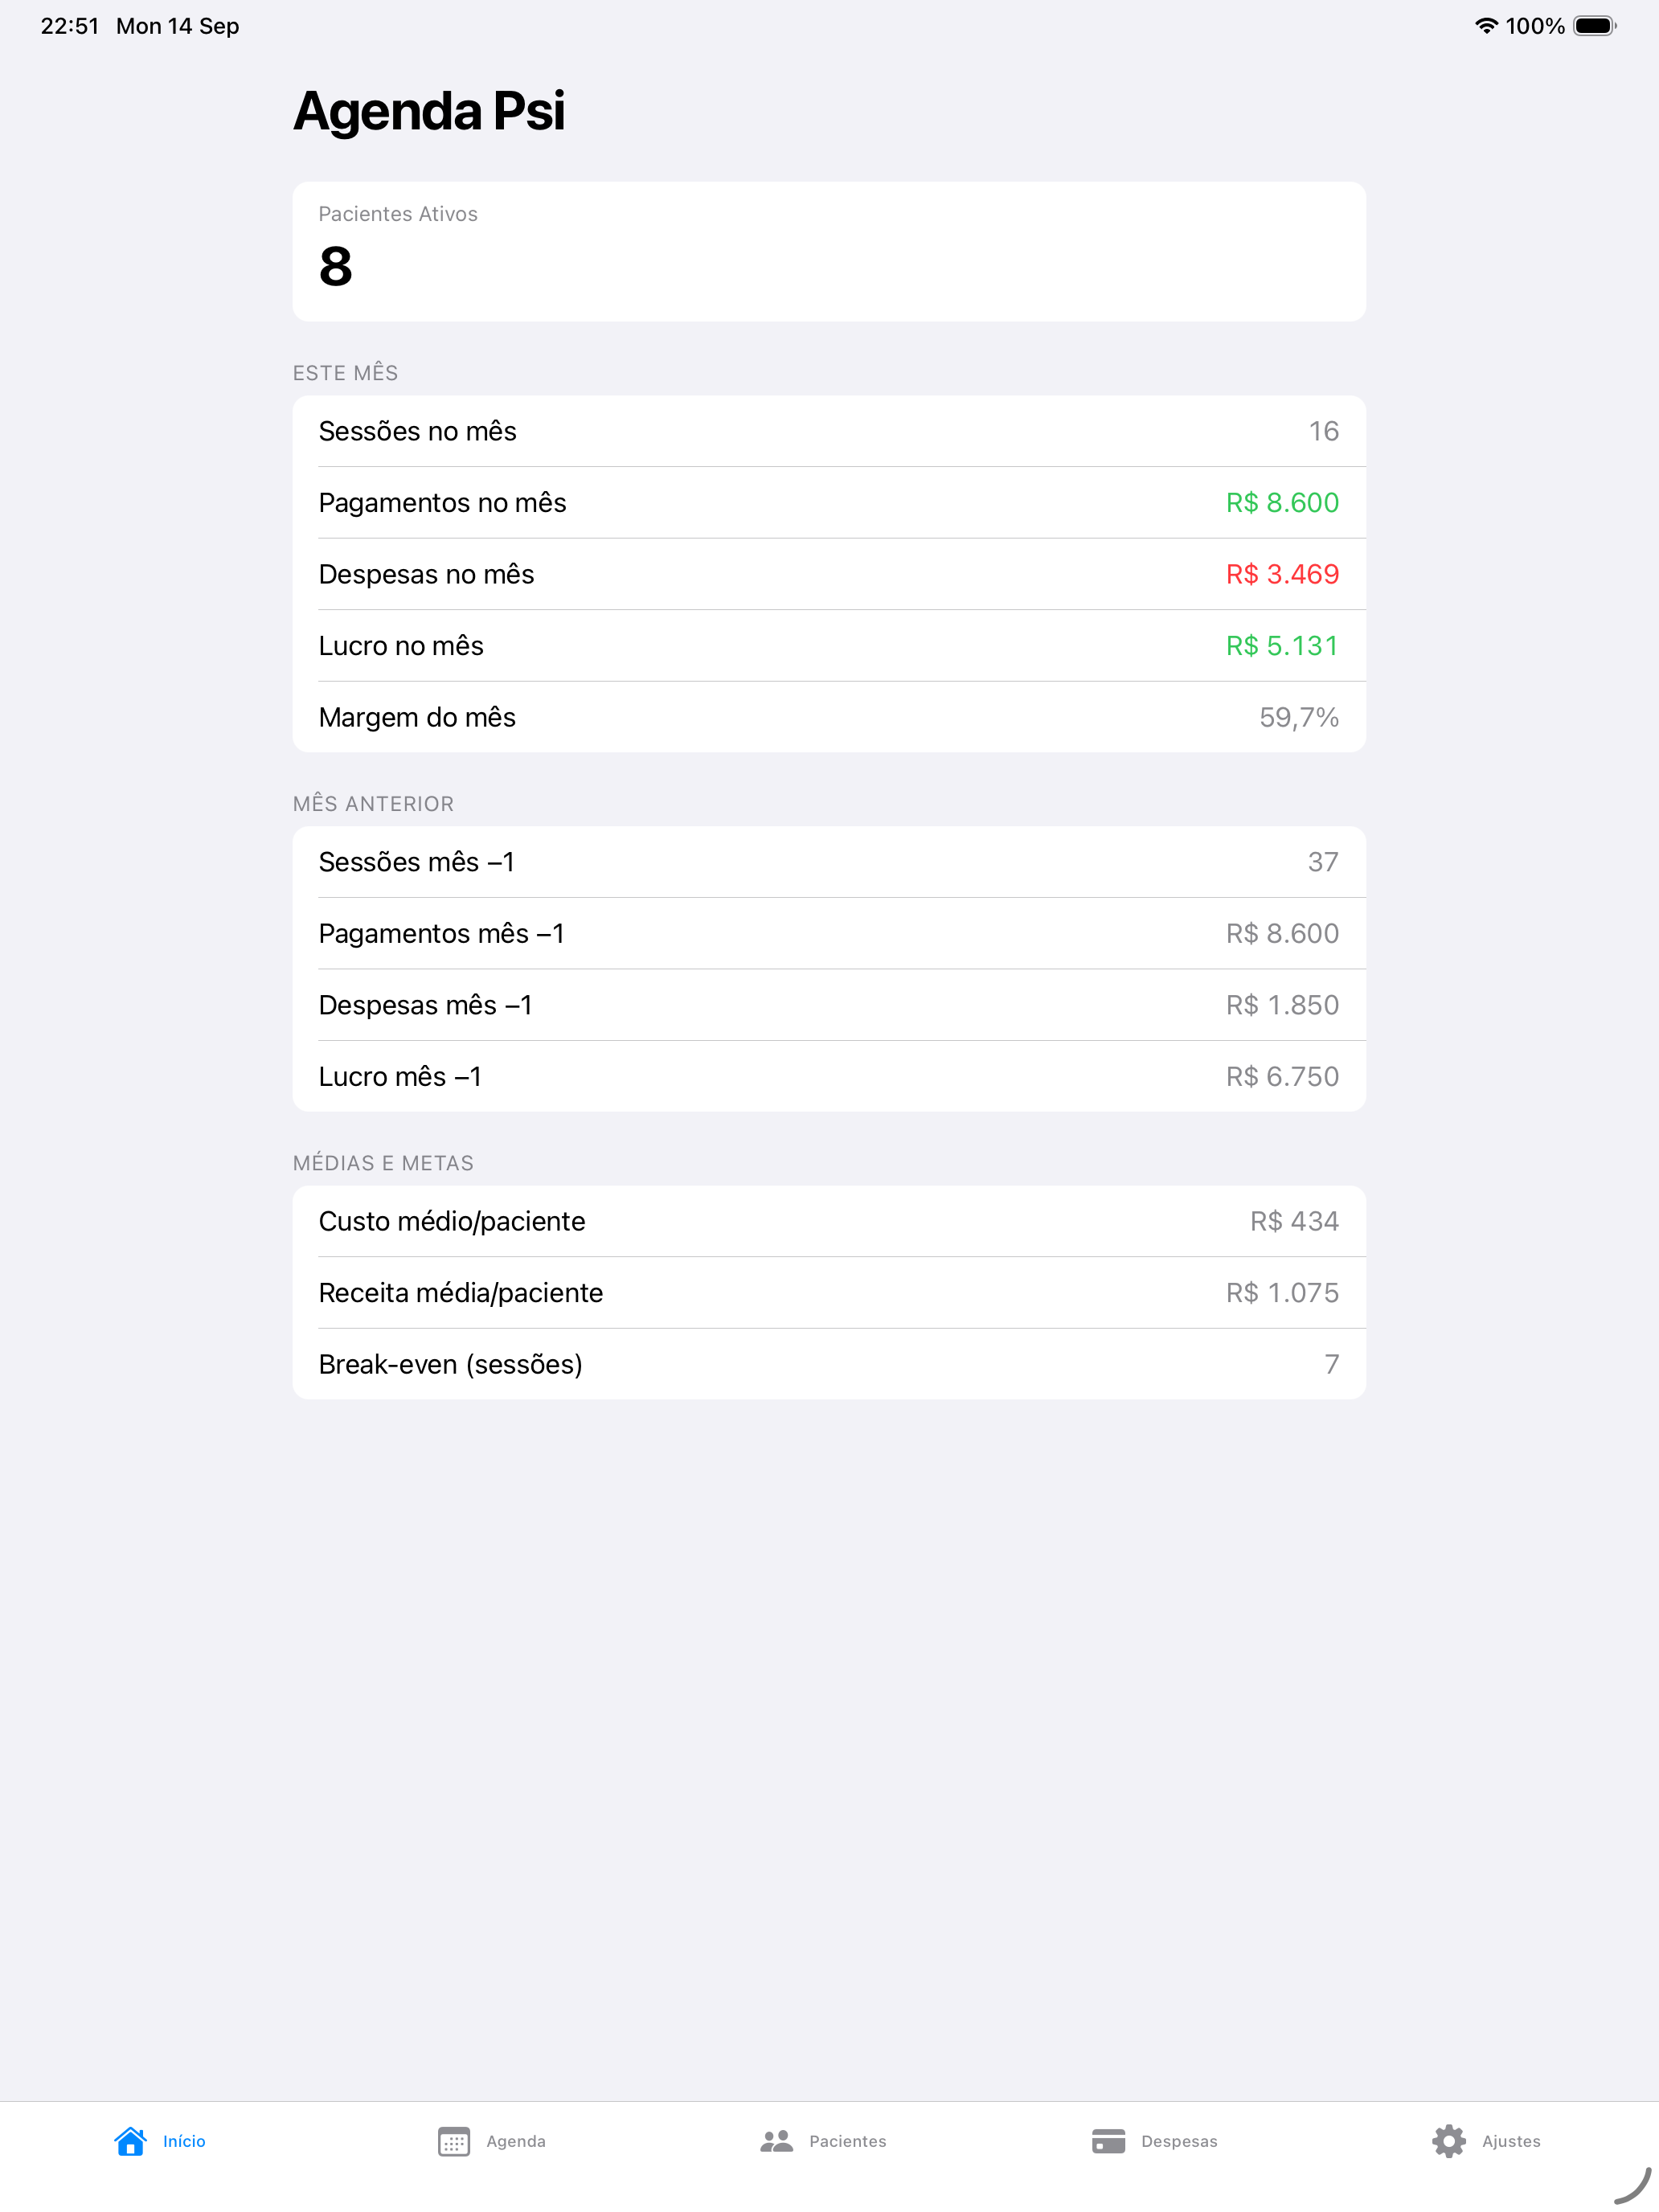 22:51 Mon 14 Sep 100%
Agenda Psi
Pacientes Ativos
8
ESTE MÊS
Sessões no mês 16
Pagamentos no mês R$ 8.600
Despesas no mês R$ 3.469
Lucro no mês R$ 5.131
Margem do mês 59,7%
MÊS ANTERIOR
Sessões mês −1 37
Pagamentos mês −1 R$ 8.600
Despesas mês −1 R$ 1.850
Lucro mês −1 R$ 6.750
MÉDIAS E METAS
Custo médio/paciente R$ 434
Receita média/paciente R$ 1.075
Break-even (sessões) 7
Início Agenda Pacientes Despesas Ajustes